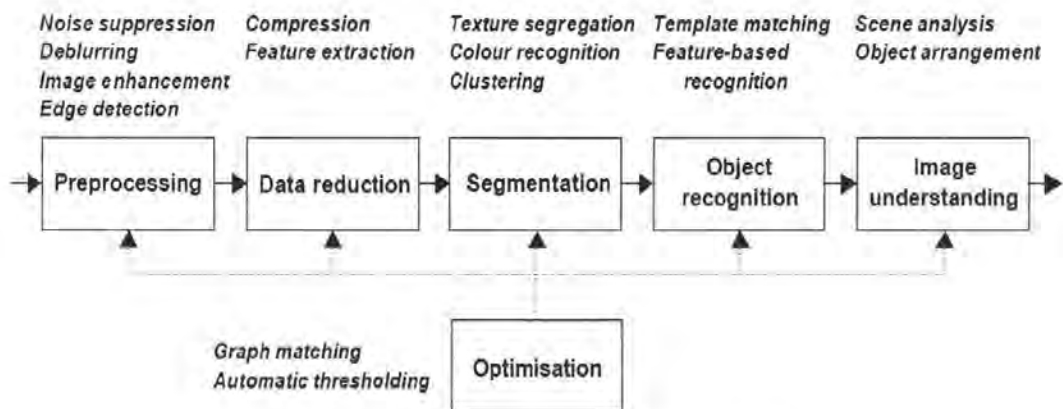 Noise suppression
Deblurring
Image enhancement
Edge detection
Compression
Feature extraction
Texture segregation
Colour recognition
Clustering
Template matching
Feature-based
recognition
Scene analysis
Object arrangement
Preprocessing
Data reduction
Segmentation
Object
recognition
Image
understanding
Graph matching
Automatic thresholding
Optimisation